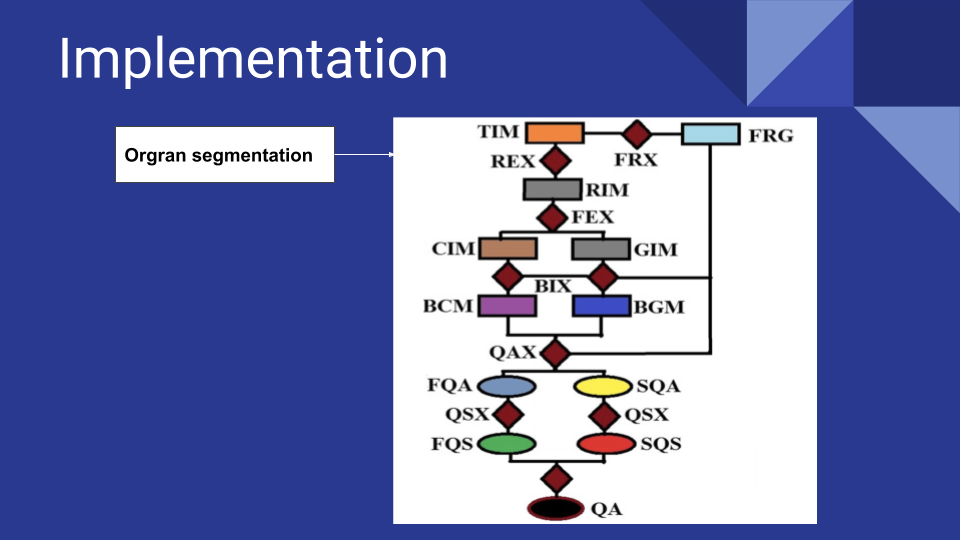 Implementation
Orgran segmentation
TIM
FRG
REX
FRX
RIM
FEX
CIM
GIM
BIX
BCM
BGM
QAX
FQA
SQA
QSX
QSX
FQS
SQS
QA